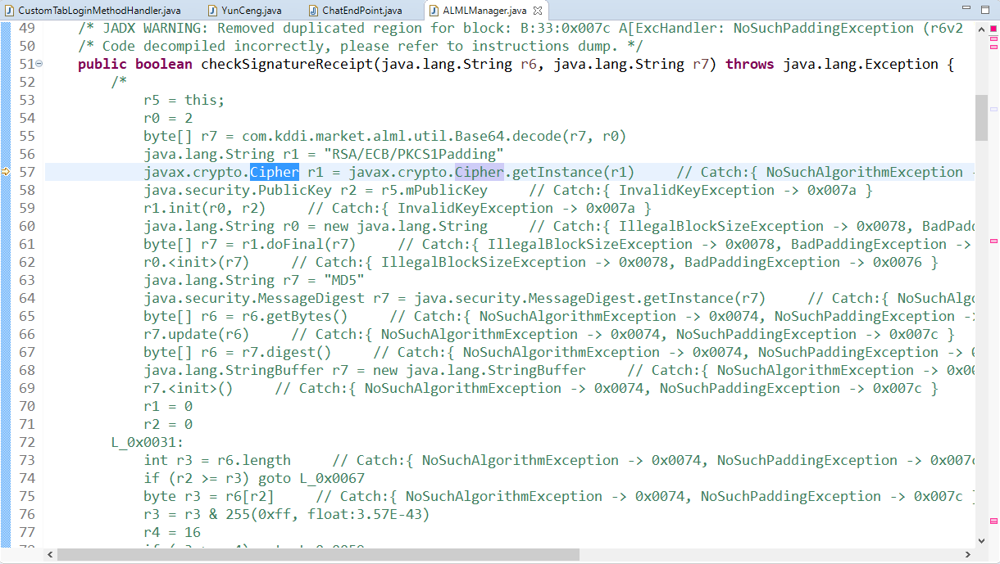 CustomTabLoginMethodHandler.java YunCeng.java ChatEndPoint.java ALMLManager.java
49 /* JADX WARNING: Removed duplicated region for block: B:33:0x007c A[ExcHandler: NoSuchPaddingException (r6v2
50 /* Code decompiled incorrectly, please refer to instructions dump. */
51 public boolean checkSignatureReceipt(java.lang.String r6, java.lang.String r7) throws java.lang.Exception {
52 /*
53 r5 = this;
54 r0 = 2
55 byte[] r7 = com.kddi.market.alml.util.Base64.decode(r7, r0)
56 java.lang.String r1 = "RSA/ECB/PKCS1Padding"
57 javax.crypto.Cipher r1 = javax.crypto.Cipher.getInstance(r1) // Catch:{ NoSuchAlgorithmException -
58 java.security.PublicKey r2 = r5.mPublicKey // Catch:{ InvalidKeyException -> 0x007a }
59 r1.init(r0, r2) // Catch:{ InvalidKeyException -> 0x007a }
60 java.lang.String r0 = new java.lang.String // Catch:{ IllegalBlockSizeException -> 0x0078, BadPad
61 byte[] r7 = r1.doFinal(r7) // Catch:{ IllegalBlockSizeException -> 0x0078, BadPaddingException ->
62 r0.<init>(r7) // Catch:{ IllegalBlockSizeException -> 0x0078, BadPaddingException -> 0x0076 }
63 java.lang.String r7 = "MD5"
64 java.security.MessageDigest r7 = java.security.MessageDigest.getInstance(r7) // Catch:{ NoSuchAlgo
65 byte[] r6 = r6.getBytes() // Catch:{ NoSuchAlgorithmException -> 0x0074, NoSuchPaddingException -
66 r7.update(r6) // Catch:{ NoSuchAlgorithmException -> 0x0074, NoSuchPaddingException -> 0x007c }
67 byte[] r6 = r7.digest() // Catch:{ NoSuchAlgorithmException -> 0x0074, NoSuchPaddingException -> 0
68 java.lang.StringBuffer r7 = new java.lang.StringBuffer // Catch:{ NoSuchAlgorithmException -> 0x00
69 r7.<init>() // Catch:{ NoSuchAlgorithmException -> 0x0074, NoSuchPaddingException -> 0x007c }
70 r1 = 0
71 r2 = 0
72 L_0x0031:
73 int r3 = r6.length // Catch:{ NoSuchAlgorithmException -> 0x0074, NoSuchPaddingException -> 0x007c
74 if (r2 >= r3) goto L_0x0067
75 byte r3 = r6[r2] // Catch:{ NoSuchAlgorithmException -> 0x0074, NoSuchPaddingException -> 0x007c }
76 r3 = r3 & 255(0xff, float:3.57E-43)
77 r4 = 16